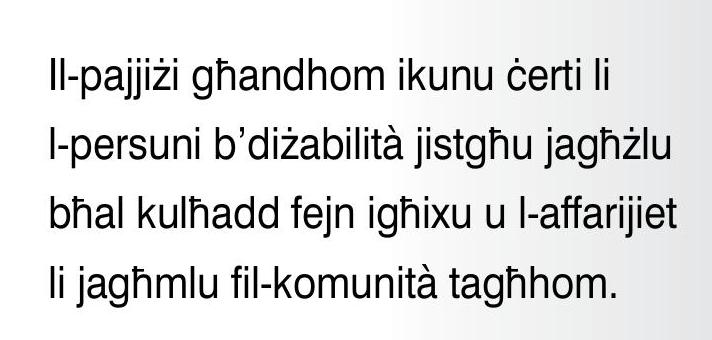 Il-pajjiżi għandhom ikunu ċerti li
l-persuni b’diżabilità jistgħu jagħżlu
bħal kulħadd fejn igħixu u l-affarijiet
li jagħmlu fil-komunità tagħhom.